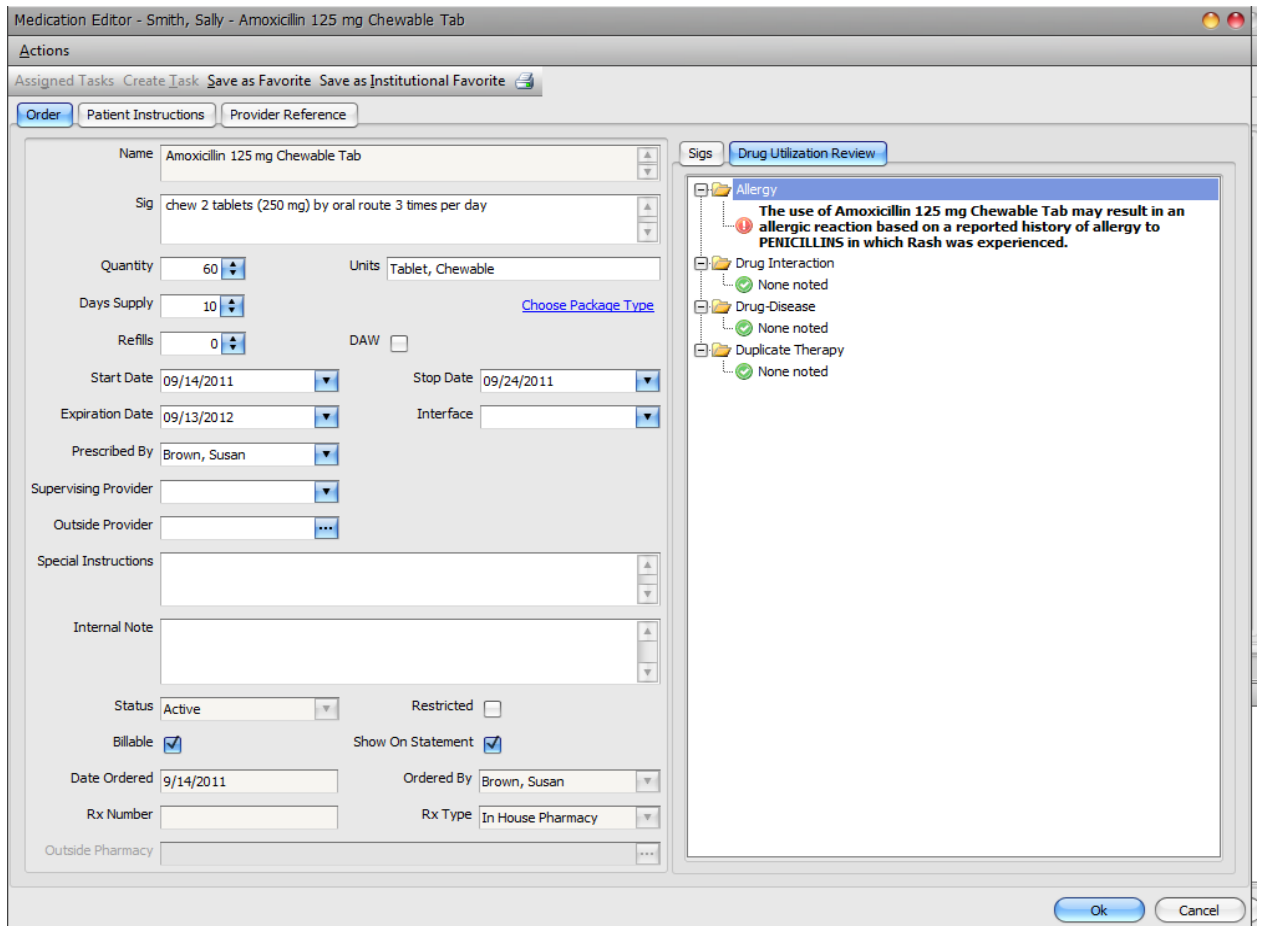 Medication Editor - Smith, Sally - Amoxicillin 125 mg Chewable Tab
Actions
Assigned Tasks Create Task Save as Favorite Save as Institutional Favorite
Order Patient Instructions Provider Reference
Name Amoxicillin 125 mg Chewable Tab
Sig chew 2 tablets (250 mg) by oral route 3 times per day
Quantity 60 Units Tablet, Chewable
Days Supply 10 Choose Package Type
Refills 0 DAW
Start Date 09/14/2011 Stop Date 09/24/2011
Expiration Date 09/13/2012 Interface
Prescribed By Brown, Susan
Supervising Provider
Outside Provider ...
Special Instructions
Internal Note
Status Active Restricted
Billable Show On Statement
Date Ordered 9/14/2011 Ordered By Brown, Susan
Rx Number Rx Type In House Pharmacy
Outside Pharmacy ...
Sigs Drug Utilization Review
Allergy
The use of Amoxicillin 125 mg Chewable Tab may result in an
allergic reaction based on a reported history of allergy to
PENICILLINS in which Rash was experienced.
Drug Interaction
None noted
Drug-Disease
None noted
Duplicate Therapy
None noted
Ok Cancel